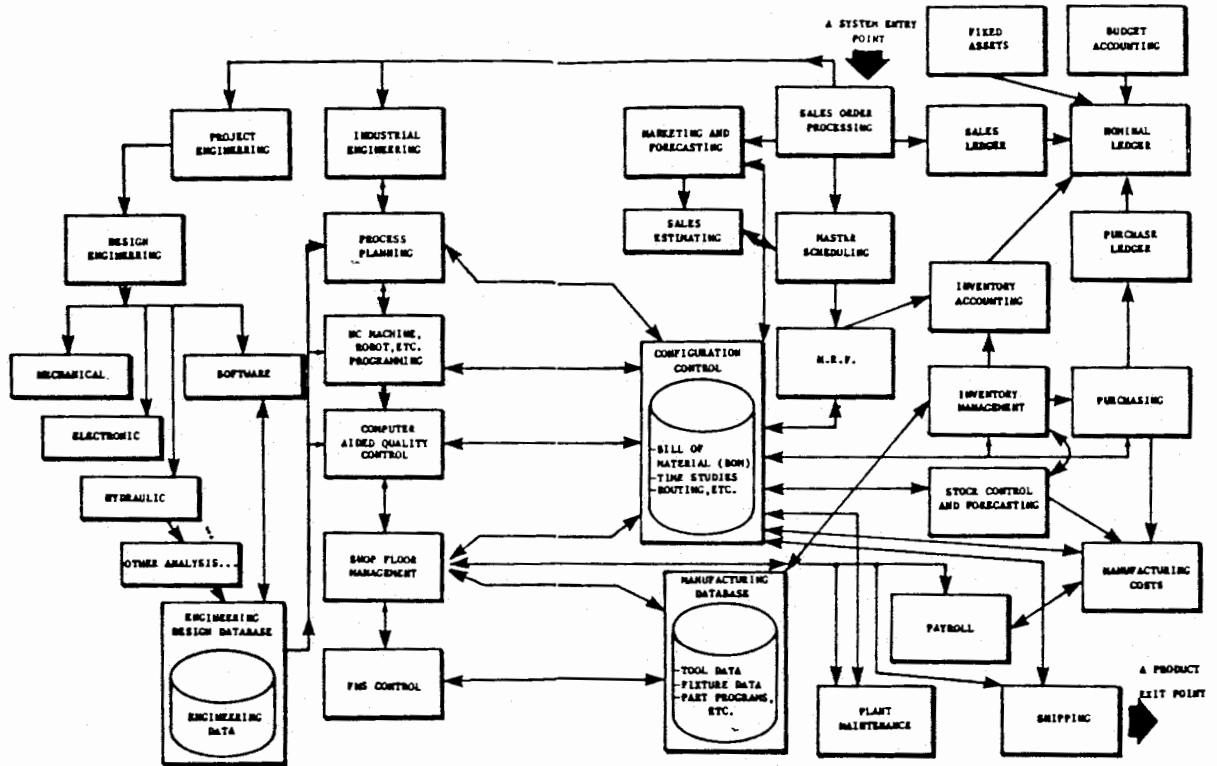 A SYSTEM ENTRY
POINT
FIXED
ASSETS
BUDGET
ACCOUNTING
PROJECT
ENGINEERING
INDUSTRIAL
ENGINEERING
MARKETING AND
FORECASTING
SALES ORDER
PROCESSING
SALES
LEDGER
NOMINAL
LEDGER
DESIGN
ENGINEERING
PROCESS
PLANNING
SALES
ESTIMATING
MASTER
SCHEDULING
PURCHASE
LEDGER
INVENTORY
ACCOUNTING
MECHANICAL
SOFTWARE
NC MACHINE,
ROBOT, ETC.
PROGRAMMING
CONFIGURATION
CONTROL
M.R.P.
INVENTORY
MANAGEMENT
PURCHASING
ELECTRONIC
COMPUTER
AIDED QUALITY
CONTROL
-BILL OF
MATERIAL (BOM)
-TIME STUDIES
-ROUTING, ETC.
HYDRAULIC
STOCK CONTROL
AND FORECASTING
OTHER ANALYSIS...
SHOP FLOOR
MANAGEMENT
MANUFACTURING
DATABASE
MANUFACTURING
COSTS
ENGINEERING
DESIGN DATABASE
PAYROLL
FMS CONTROL
-TOOL DATA
-FIXTURE DATA
-PART PROGRAMS,
ETC.
ENGINEERING
DATA
PLANT
MAINTENANCE
SHIPPING
A PRODUCT
EXIT POINT